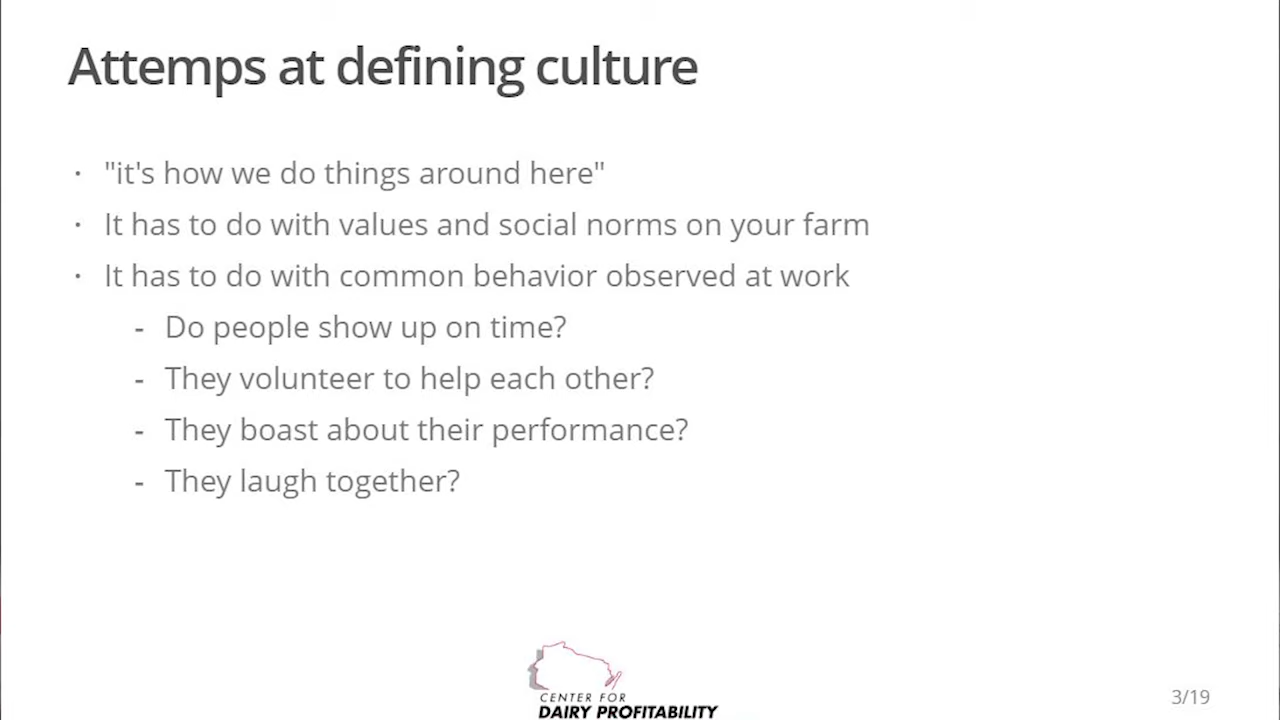 Attemps at defining culture
· "it's how we do things around here"
· It has to do with values and social norms on your farm
· It has to do with common behavior observed at work
- Do people show up on time?
- They volunteer to help each other?
- They boast about their performance?
- They laugh together?
CENTER FOR
DAIRY PROFITABILITY
3/19